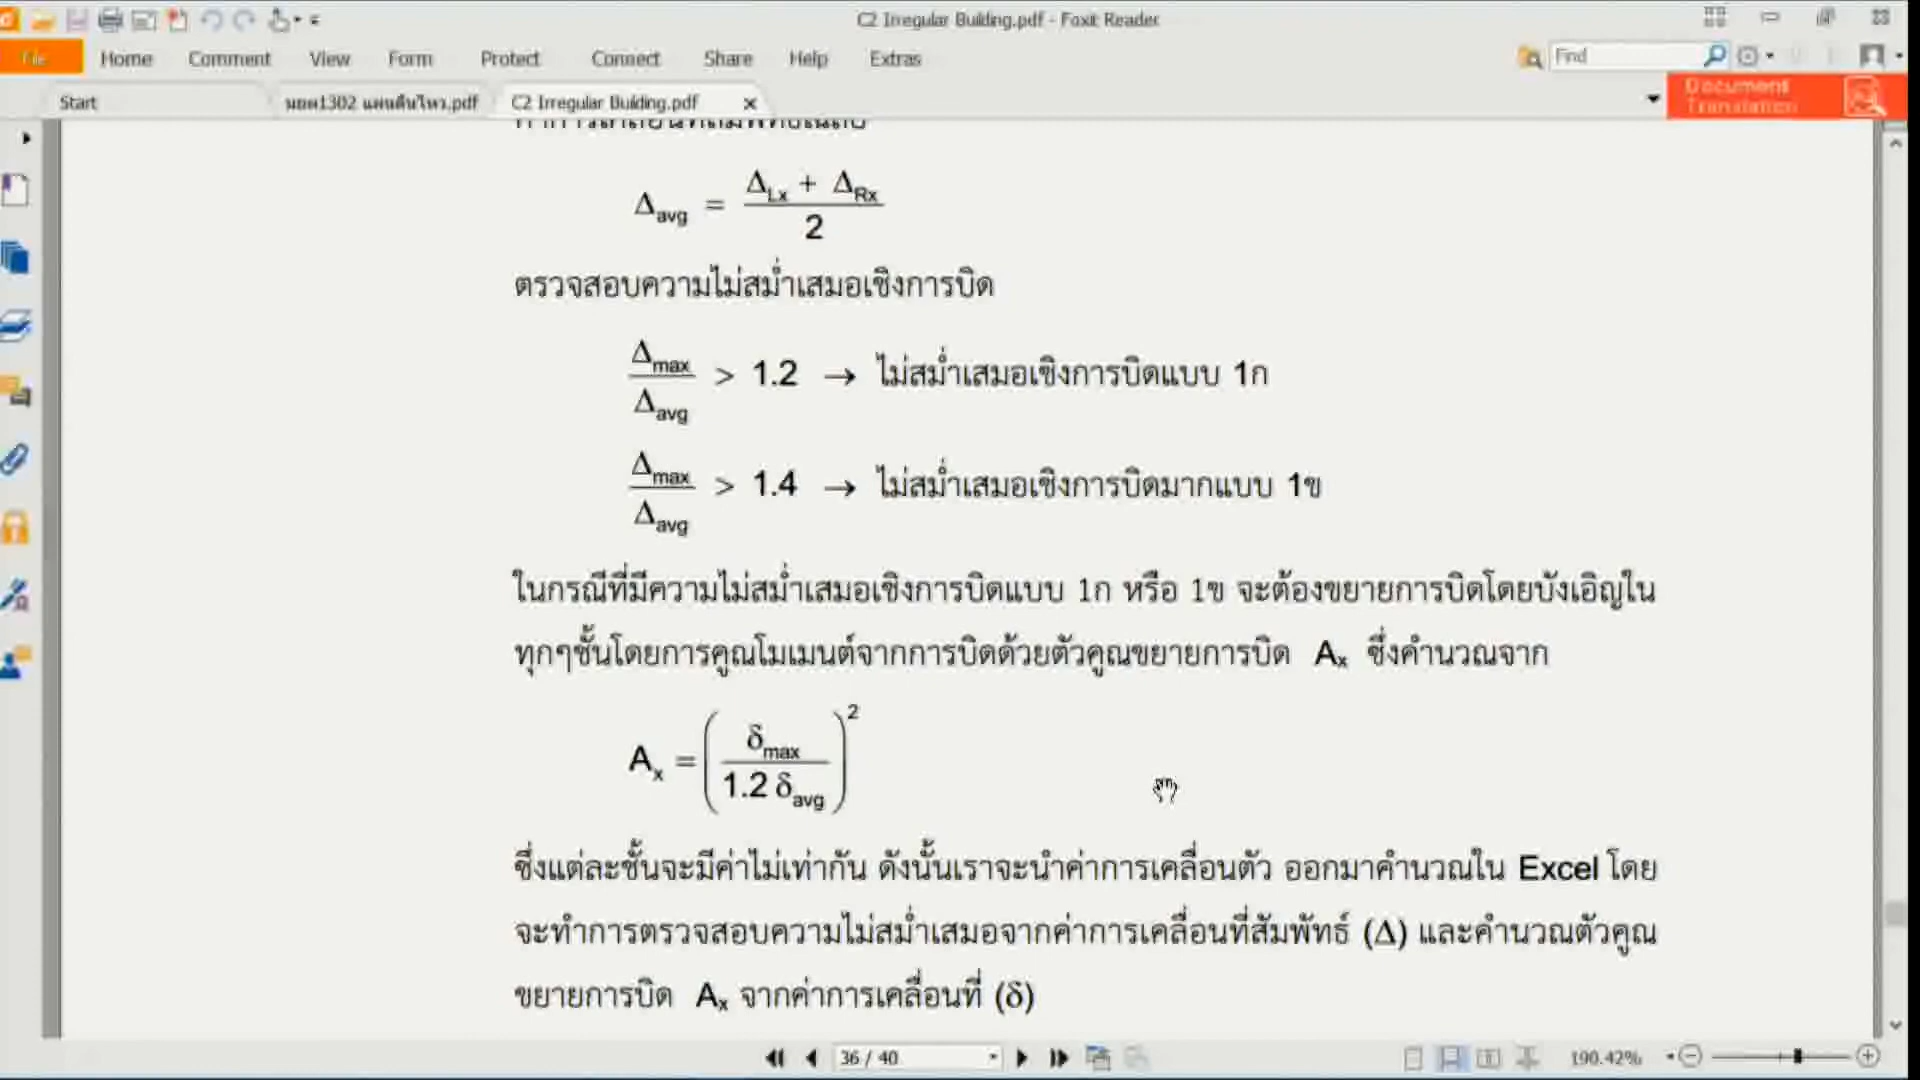 C2 Irregular Building.pdf - Foxit Reader
File Home Comment View Form Protect Connect Share Help Extras Find
Start มยผ1302 แผ่นดินไหว.pdf C2 Irregular Building.pdf
Document Translation
Δavg = (ΔLx + ΔRx) / 2
ตรวจสอบความไม่สม่ำเสมอเชิงการบิด
Δmax / Δavg > 1.2 → ไม่สม่ำเสมอเชิงการบิดแบบ 1ก
Δmax / Δavg > 1.4 → ไม่สม่ำเสมอเชิงการบิดมากแบบ 1ข
ในกรณีที่มีความไม่สม่ำเสมอเชิงการบิดแบบ 1ก หรือ 1ข จะต้องขยายการบิดโดยบังเอิญใน
ทุกๆชั้นโดยการคูณโมเมนต์จากการบิดด้วยตัวคูณขยายการบิด Ax ซึ่งคำนวณจาก
Ax = (δmax / 1.2 δavg)²
ซึ่งแต่ละชั้นจะมีค่าไม่เท่ากัน ดังนั้นเราจะนำค่าการเคลื่อนตัว ออกมาคำนวณใน Excel โดย
จะทำการตรวจสอบความไม่สม่ำเสมอจากค่าการเคลื่อนที่สัมพัทธ์ (Δ) และคำนวณตัวคูณ
ขยายการบิด Ax จากค่าการเคลื่อนที่ (δ)
36 / 40 190.42%